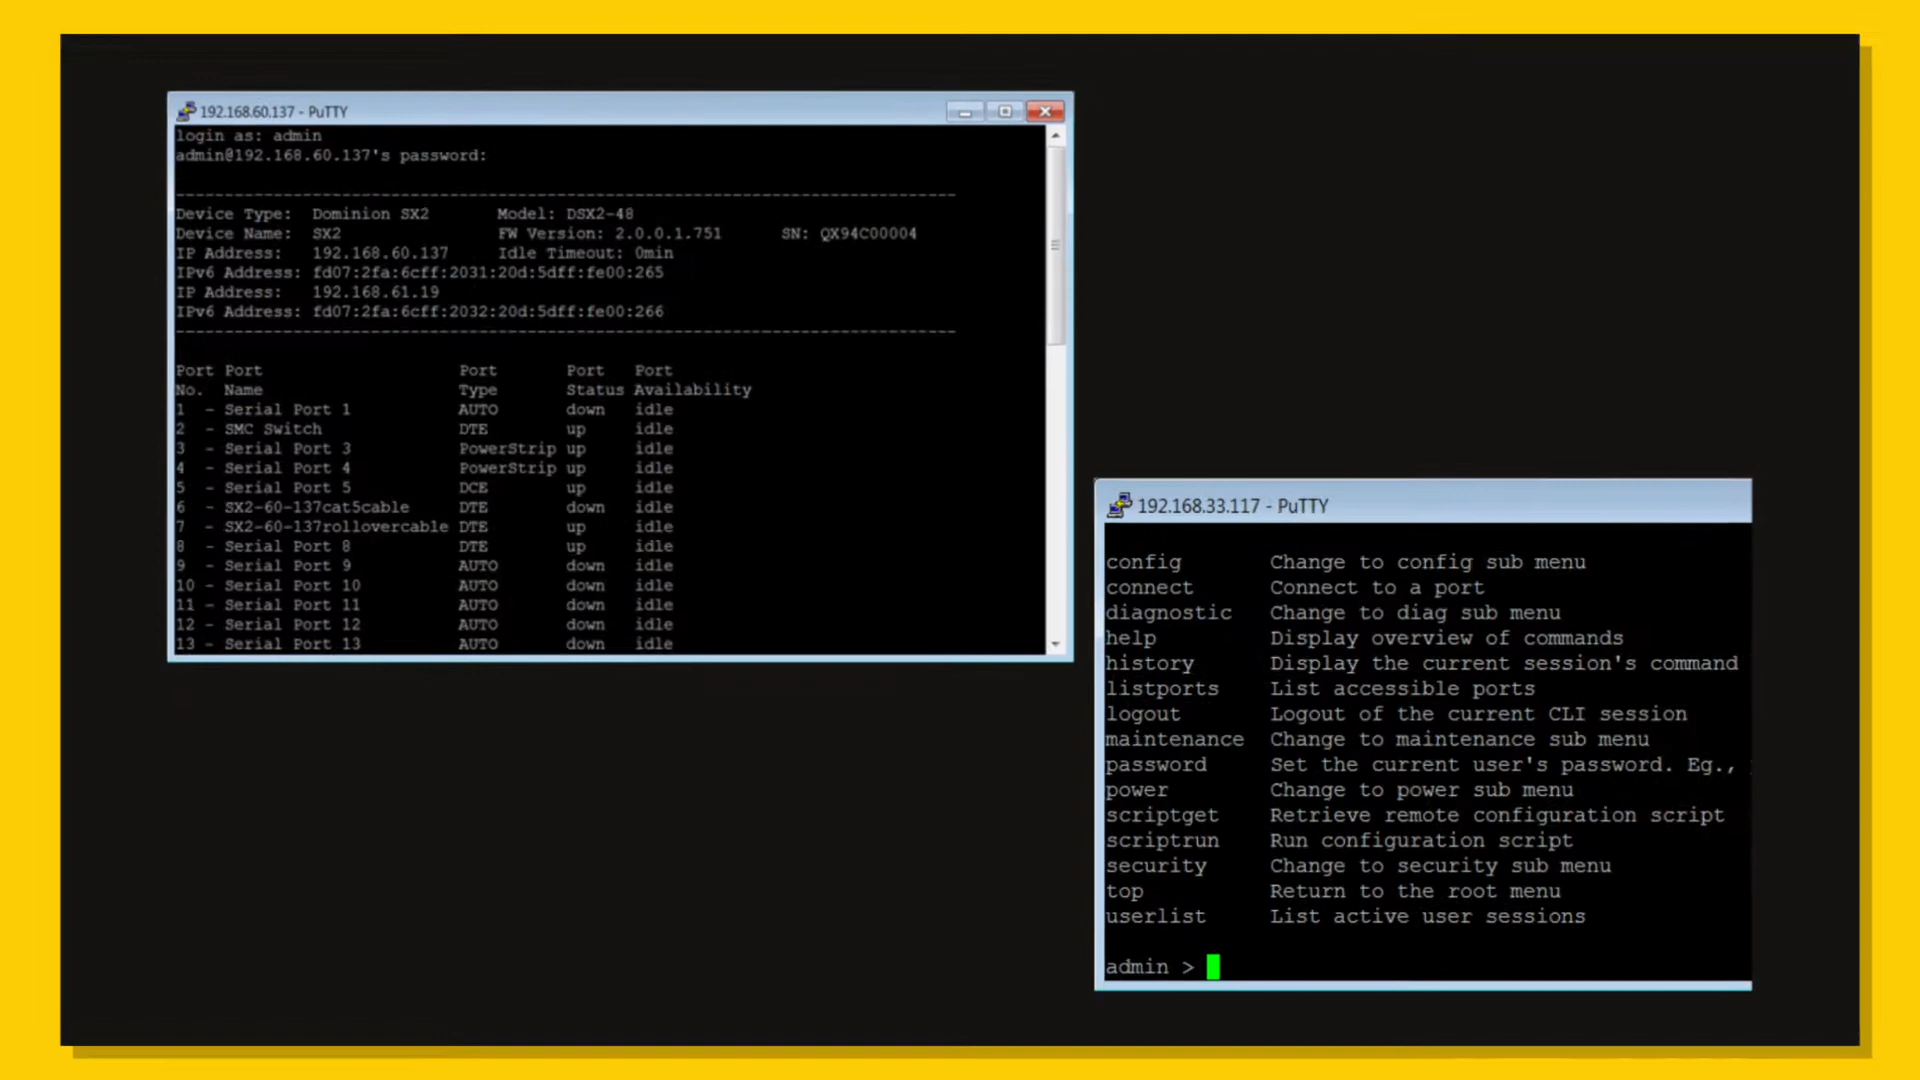 192.168.60.137 - PuTTY
login as: admin
admin@192.168.60.137's password:
Device Type: Dominion SX2 Model: DSX2-48
Device Name: SX2 FW Version: 2.0.0.1.751 SN: QX94C00004
IP Address: 192.168.60.137 Idle Timeout: 0min
IPv6 Address: fd07:2fa:6cff:2031:20d:5dff:fe00:265
IP Address: 192.168.61.19
IPv6 Address: fd07:2fa:6cff:2032:20d:5dff:fe00:266
Port Port Port Port Port
No. Name Type Status Availability
1 - Serial Port 1 AUTO down idle
2 - SMC Switch DTE up idle
3 - Serial Port 3 PowerStrip up idle
4 - Serial Port 4 PowerStrip up idle
5 - Serial Port 5 DCE up idle
6 - SX2-60-137cat5cable DTE down idle
7 - SX2-60-137rollovercable DTE up idle
8 - Serial Port 8 DTE up idle
9 - Serial Port 9 AUTO down idle
10 - Serial Port 10 AUTO down idle
11 - Serial Port 11 AUTO down idle
12 - Serial Port 12 AUTO down idle
13 - Serial Port 13 AUTO down idle
192.168.33.117 - PuTTY
config Change to config sub menu
connect Connect to a port
diagnostic Change to diag sub menu
help Display overview of commands
history Display the current session's command
listports List accessible ports
logout Logout of the current CLI session
maintenance Change to maintenance sub menu
password Set the current user's password. Eg.,
power Change to power sub menu
scriptget Retrieve remote configuration script
scriptrun Run configuration script
security Change to security sub menu
top Return to the root menu
userlist List active user sessions
admin >